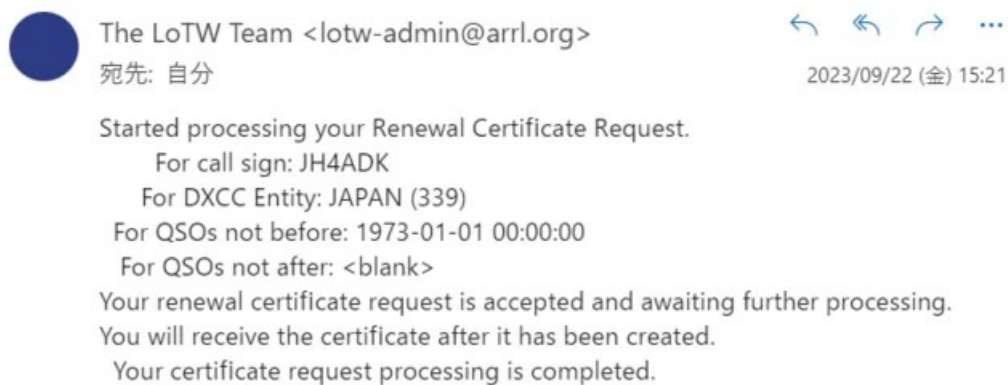 The LoTW Team <lotw-admin@arrl.org>
宛先: 自分
2023/09/22 (金) 15:21
Started processing your Renewal Certificate Request.
For call sign: JH4ADK
For DXCC Entity: JAPAN (339)
For QSOs not before: 1973-01-01 00:00:00
For QSOs not after: <blank>
Your renewal certificate request is accepted and awaiting further processing.
You will receive the certificate after it has been created.
Your certificate request processing is completed.